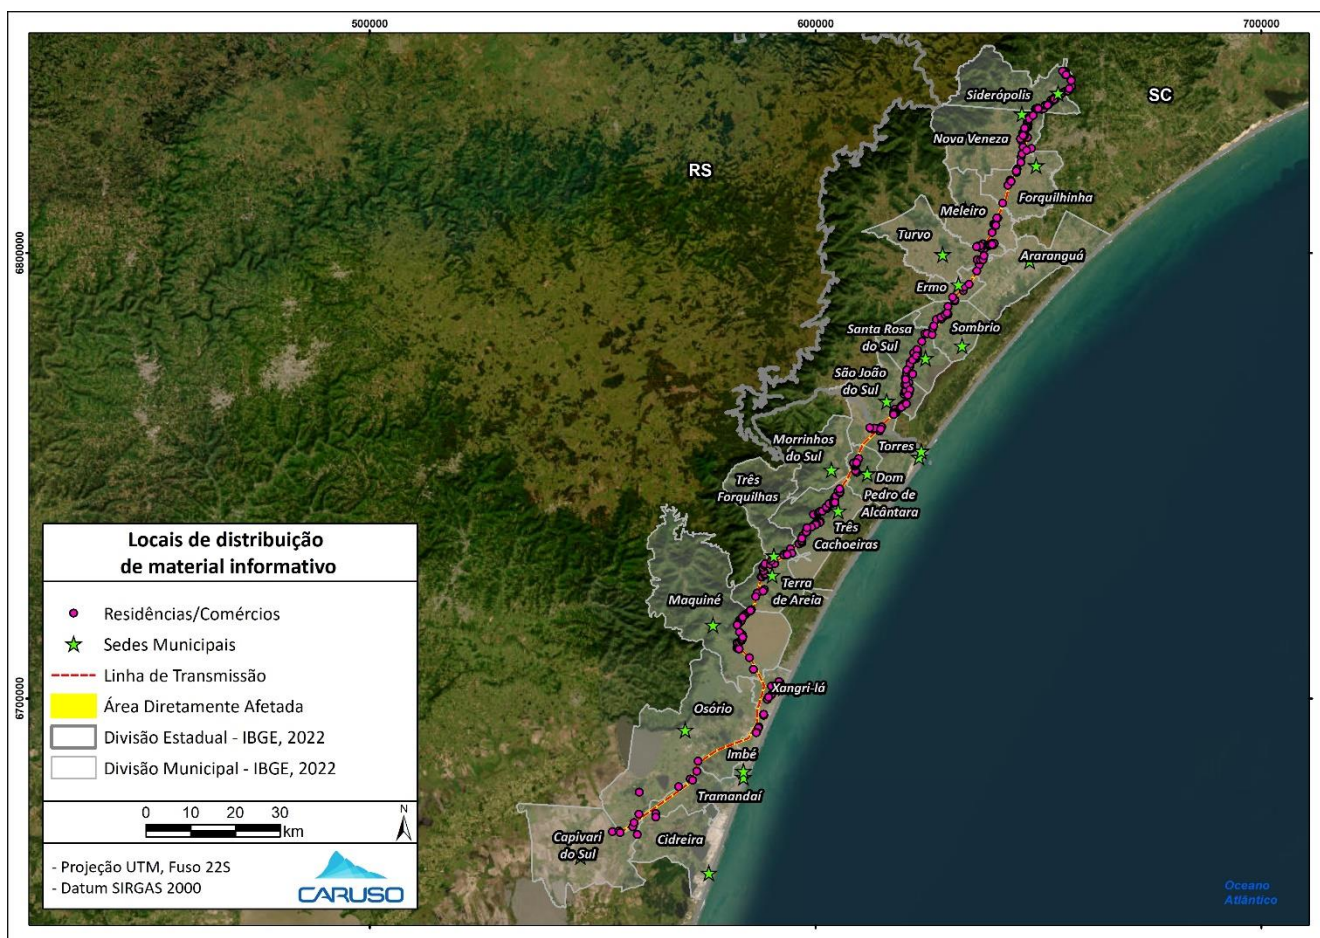 500000
600000
700000
6800000
6700000
SC
RS
Siderópolis
Nova Veneza
Forquilhinha
Meleiro
Turvo
Araranguá
Ermo
Santa Rosa
do Sul
Sombrio
São João
do Sul
Torres
Morrinhos
do Sul
Dom
Pedro de
Alcântara
Três
Forquilhas
Três
Cachoeiras
Terra
de Areia
Maquiné
Xangri-lá
Osório
Imbé
Tramandaí
Capivari
do Sul
Cidreira
Oceano
Atlântico
Locais de distribuição
de material informativo
Residências/Comércios
Sedes Municipais
Linha de Transmissão
Área Diretamente Afetada
Divisão Estadual - IBGE, 2022
Divisão Municipal - IBGE, 2022
0 10 20 30
km
N
- Projeção UTM, Fuso 22S
- Datum SIRGAS 2000
CARUSO